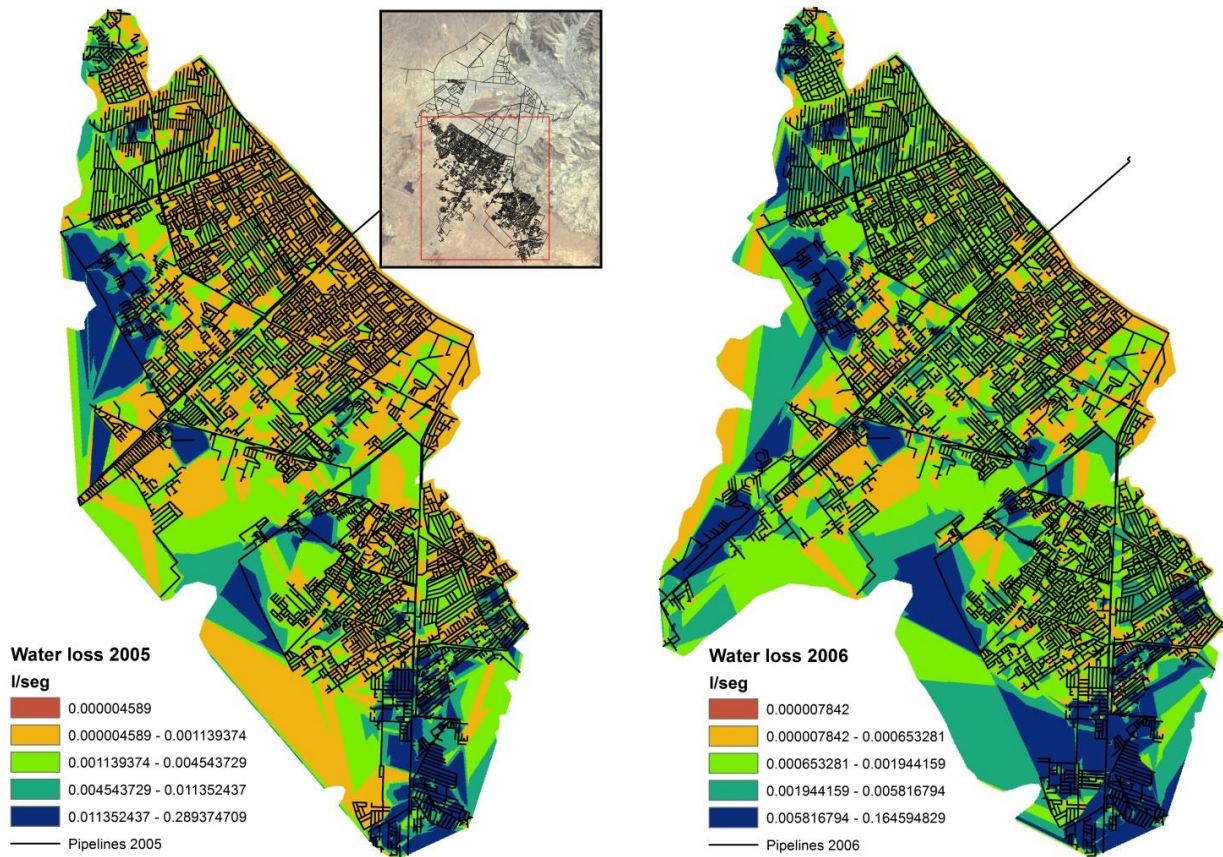 Water loss 2005
l/seg
0.000004589
0.000004589 - 0.001139374
0.001139374 - 0.004543729
0.004543729 - 0.011352437
0.011352437 - 0.289374709
Pipelines 2005
Water loss 2006
l/seg
0.000007842
0.000007842 - 0.000653281
0.000653281 - 0.001944159
0.001944159 - 0.005816794
0.005816794 - 0.164594829
Pipelines 2006